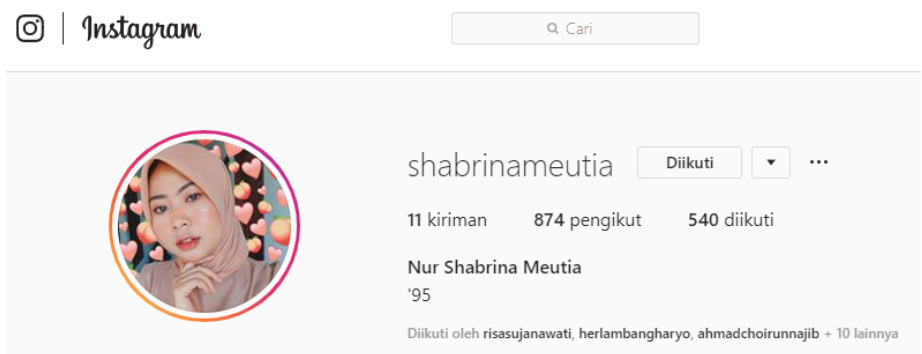 Instagram
Cari
shabrinameutia Diikuti
11 kiriman 874 pengikut 540 diikuti
Nur Shabrina Meutia
'95
Diikuti oleh risasujanawati, herlambangharyo, ahmadchoirunnajib + 10 lainnya